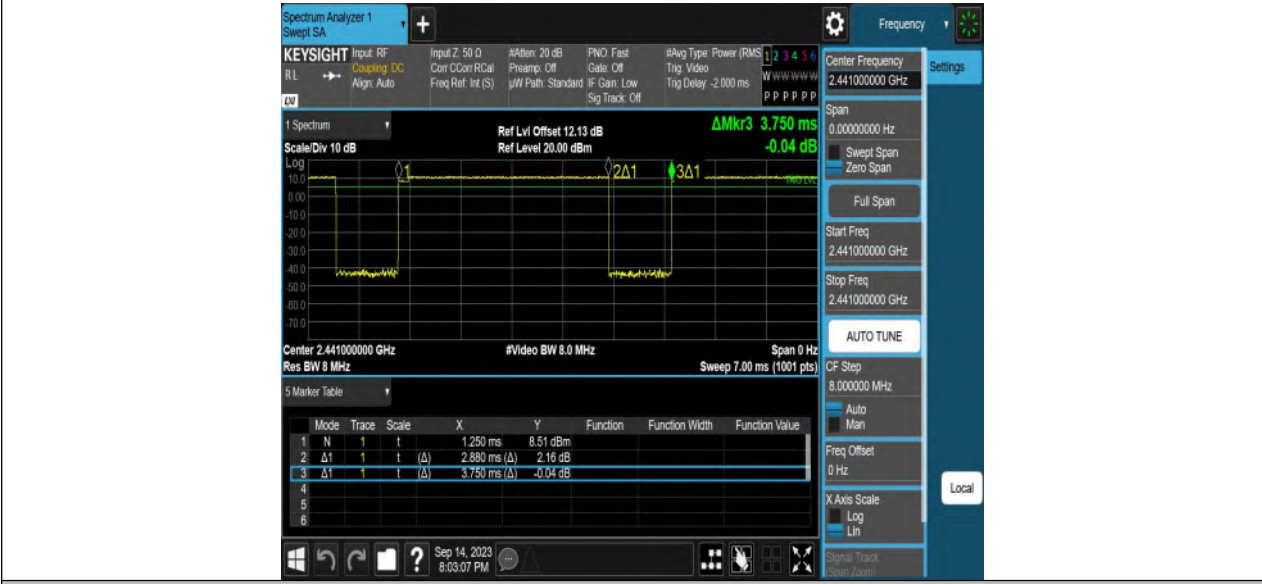 Spectrum Analyzer 1
Swept SA
+
Frequency
KEYSIGHT
RL
LXI
Input: RF
Coupling: DC
Align: Auto
Input Z: 50 Ω
Corr CCorr RCal
Freq Ref: Int (S)
#Atten: 20 dB
Preamp: Off
µW Path: Standard
PNO: Fast
Gate: Off
IF Gain: Low
Sig Track: Off
#Avg Type: Power (RMS
Trig: Video
Trig Delay: -2.000 ms
1 2 3 4 5 6
W W W W W W
P P P P P P
1 Spectrum
Scale/Div 10 dB
Ref Lvl Offset 12.13 dB
Ref Level 20.00 dBm
ΔMkr3 3.750 ms
-0.04 dB
Log
10.0
0.00
-10.0
-20.0
-30.0
-40.0
-50.0
-60.0
-70.0
1
2Δ1
3Δ1
TRIG LVL
Center 2.441000000 GHz
#Video BW 8.0 MHz
Span 0 Hz
Res BW 8 MHz
Sweep 7.00 ms (1001 pts)
5 Marker Table
Mode Trace Scale X Y Function Function Width Function Value
1 N 1 t 1.250 ms 8.51 dBm
2 Δ1 1 t (Δ) 2.880 ms (Δ) 2.16 dB
3 Δ1 1 t (Δ) 3.750 ms (Δ) -0.04 dB
4
5
6
Sep 14, 2023
8:03:07 PM
?
Center Frequency
2.441000000 GHz
Span
0.00000000 Hz
Swept Span
Zero Span
Full Span
Start Freq
2.441000000 GHz
Stop Freq
2.441000000 GHz
AUTO TUNE
CF Step
8.000000 MHz
Auto
Man
Freq Offset
0 Hz
X Axis Scale
Log
Lin
Signal Track
(Span Zoom)
Settings
Local